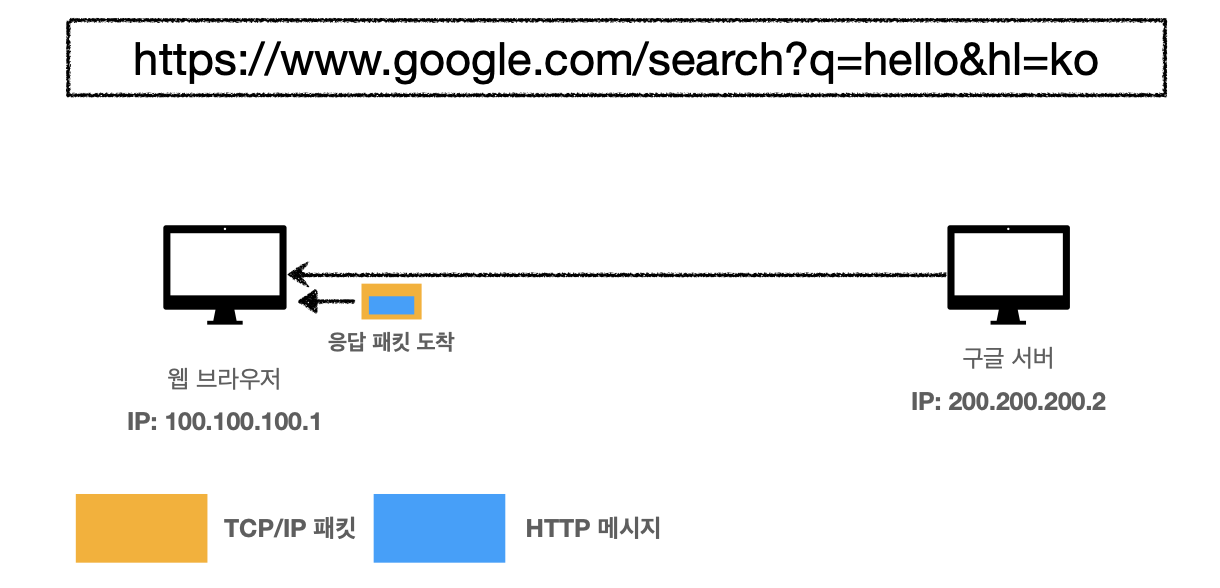 https://www.google.com/search?q=hello&hl=ko
응답 패킷 도착
웹 브라우저
IP: 100.100.100.1
구글 서버
IP: 200.200.200.2
TCP/IP 패킷
HTTP 메시지